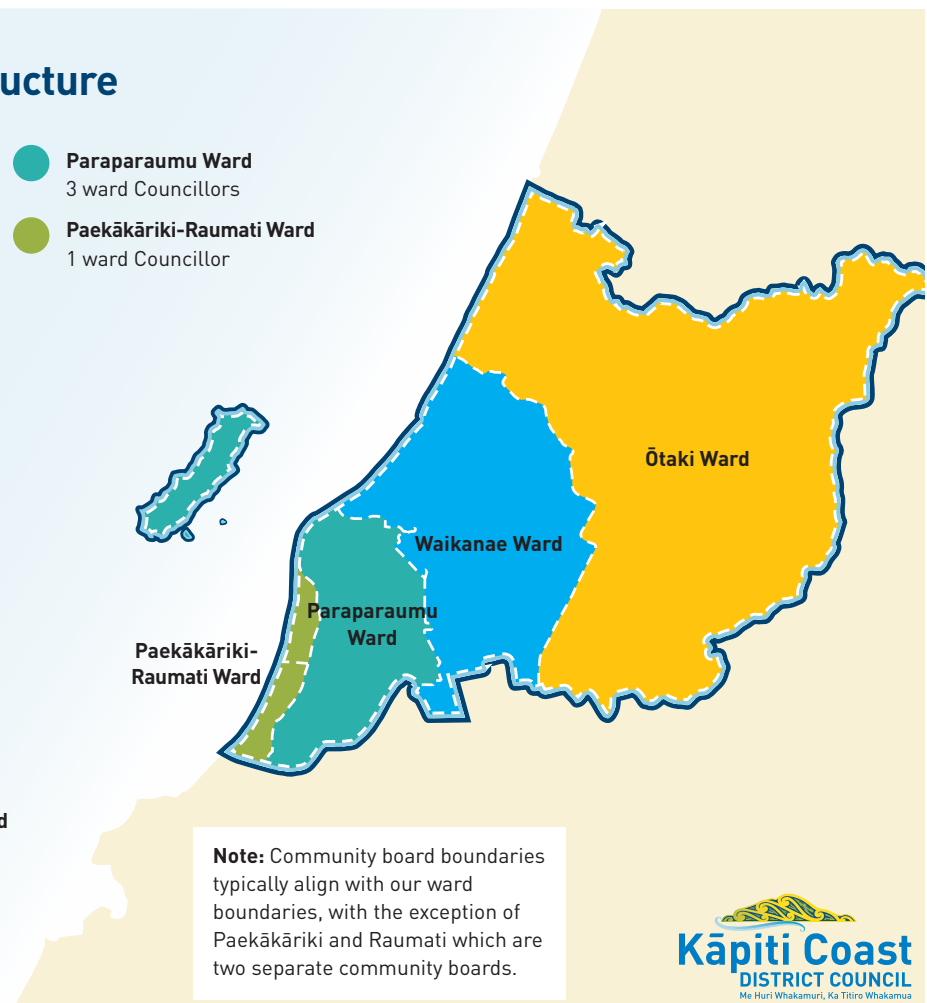 ucture
Paraparaumu Ward
3 ward Councillors
Paekākāriki-Raumati Ward
1 ward Councillor
Ōtaki Ward
Waikanae Ward
Paraparaumu
Ward
Paekākāriki-
Raumati Ward
d
Note: Community board boundaries
typically align with our ward
boundaries, with the exception of
Paekākāriki and Raumati which are
two separate community boards.
Kāpiti Coast
DISTRICT COUNCIL
Me Huri Whakamuri, Ka Titiro Whakamua